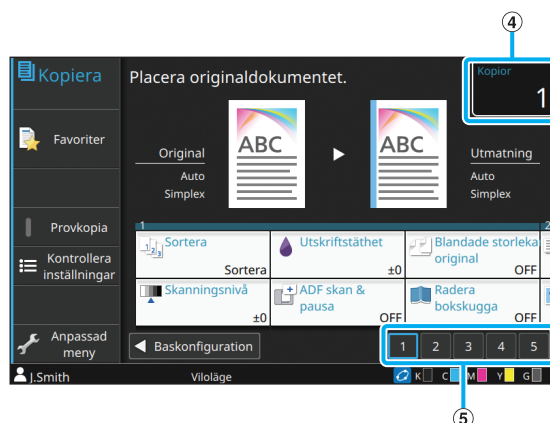 ④
Kopiera
Placera originaldokumentet.
Kopior
1
Favoriter
Original
Auto
Simplex
ABC
ABC
Utmatning
Auto
Simplex
Provkopia
Kontrollera
inställningar
Anpassad
meny
1
2
Sortera
Sortera
Utskriftstäthet
±0
Blandade storleka
original
OFF
Skanningsnivå
±0
ADF skan &
pausa
OFF
Radera
bokskugga
OFF
Baskonfiguration
1 2 3 4 5
J.Smith
Viloläge
K C M Y G
⑤